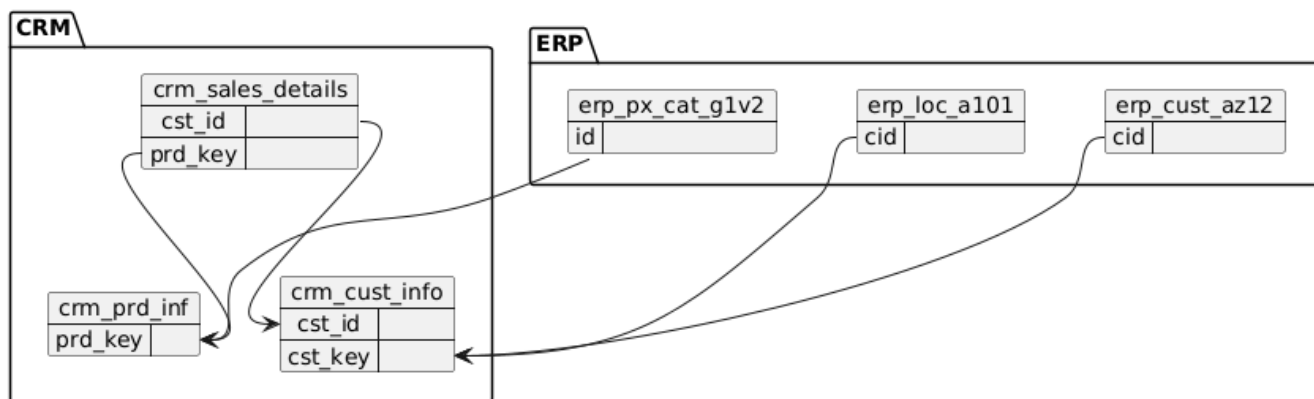 CRM
crm_sales_details
cst_id
prd_key
crm_prd_inf
prd_key
crm_cust_info
cst_id
cst_key
ERP
erp_px_cat_g1v2
id
erp_loc_a101
cid
erp_cust_az12
cid